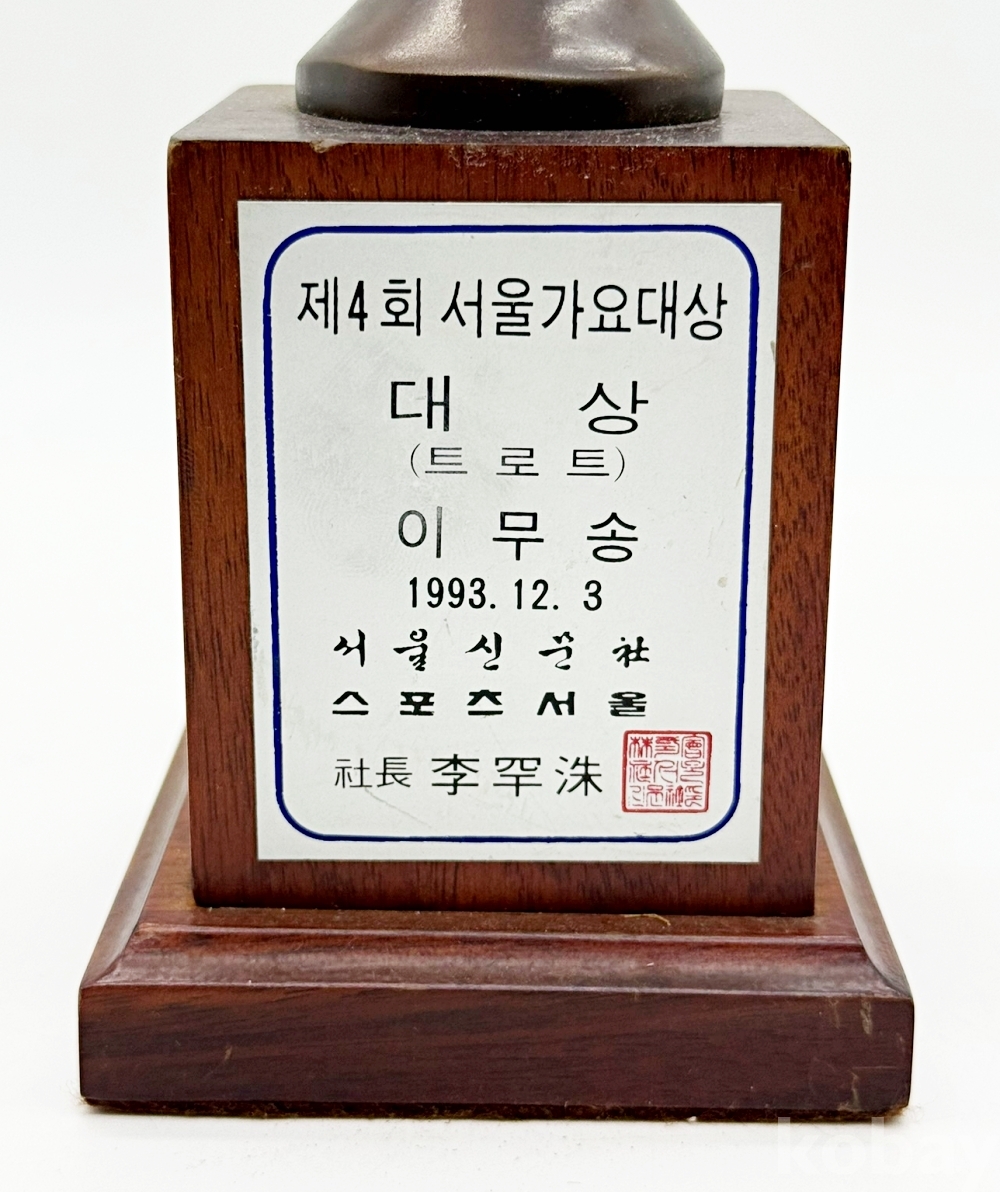 제4회 서울가요대상
대 상
(트 로 트)
이 무 송
1993. 12. 3
서 울 신 문 社
스 포 츠 서 울
社長 李罕洙
kobay